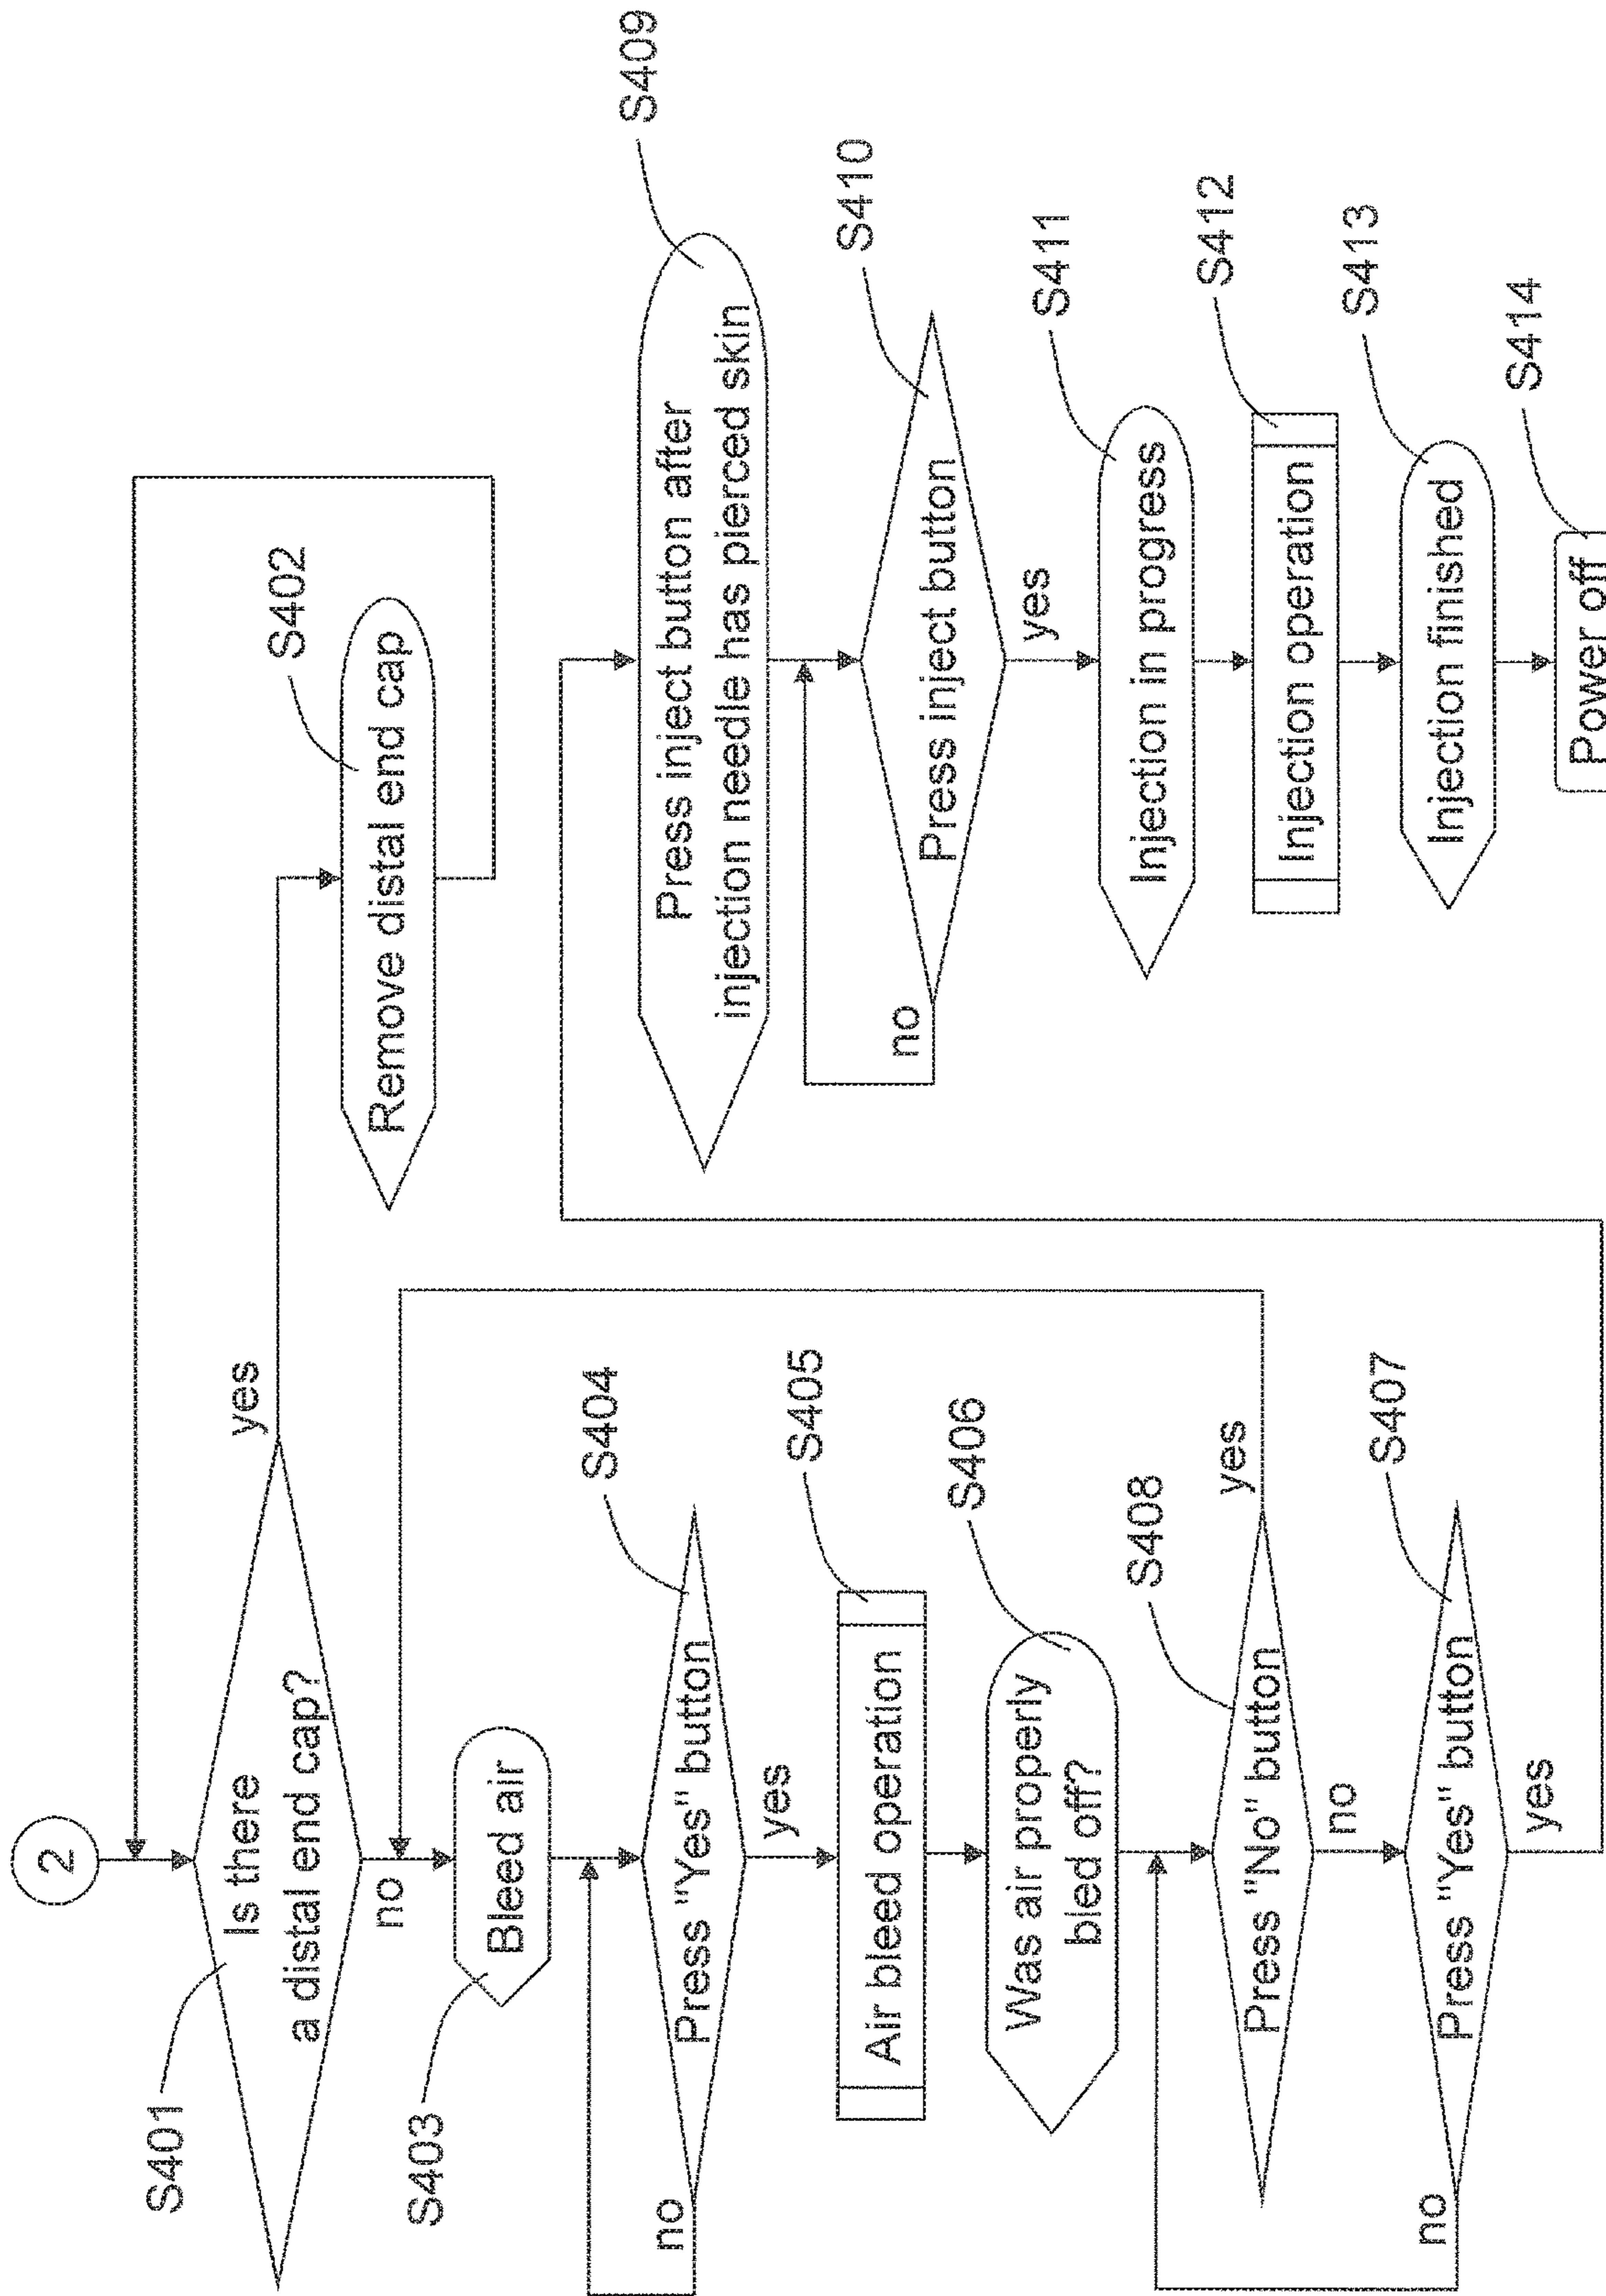 2
S401
Is there
a distal end cap?
yes
S402
Remove distal end cap
no
S403
Bleed air
S404
Press "Yes" button
no
yes
S405
Air bleed operation
S406
Was air properly
bled off?
S408
Press "No" button
yes
no
S407
Press "Yes" button
no
yes
S409
Press inject button after
injection needle has pierced skin
S410
Press inject button
no
yes
S411
Injection in progress
S412
Injection operation
S413
Injection finished
S414
Power off